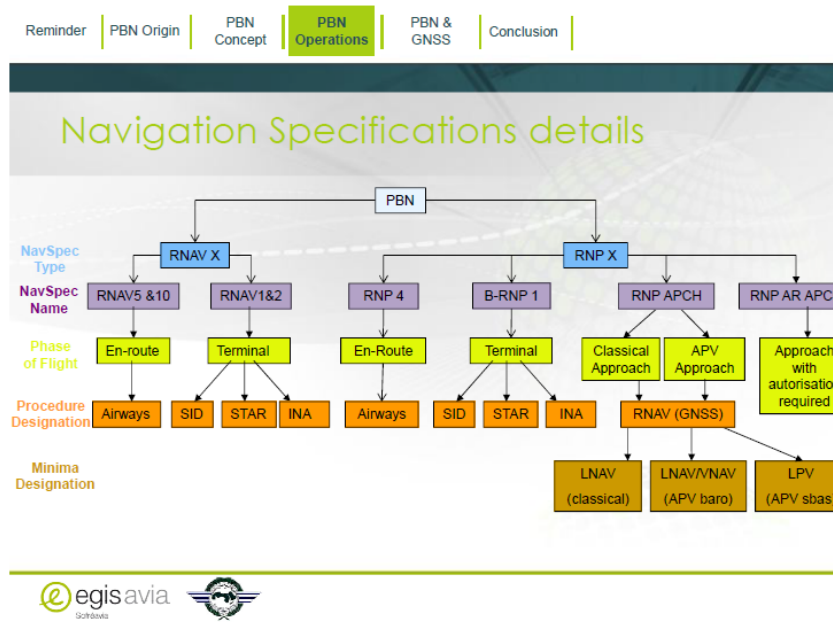 Reminder
PBN Origin
PBN
Concept
PBN
Operations
PBN &
GNSS
Conclusion
Navigation Specifications details
PBN
NavSpec
Type
RNAV X
RNP X
NavSpec
Name
RNAV5 &10
RNAV1&2
RNP 4
B-RNP 1
RNP APCH
RNP AR APC
Phase
of Flight
En-route
Terminal
En-Route
Terminal
Classical
Approach
APV
Approach
Approach
with
autorisation
required
Procedure
Designation
Airways
SID
STAR
INA
Airways
SID
STAR
INA
RNAV (GNSS)
Minima
Designation
LNAV
(classical)
LNAV/VNAV
(APV baro)
LPV
(APV sbas)
egis avia
Sofréavia